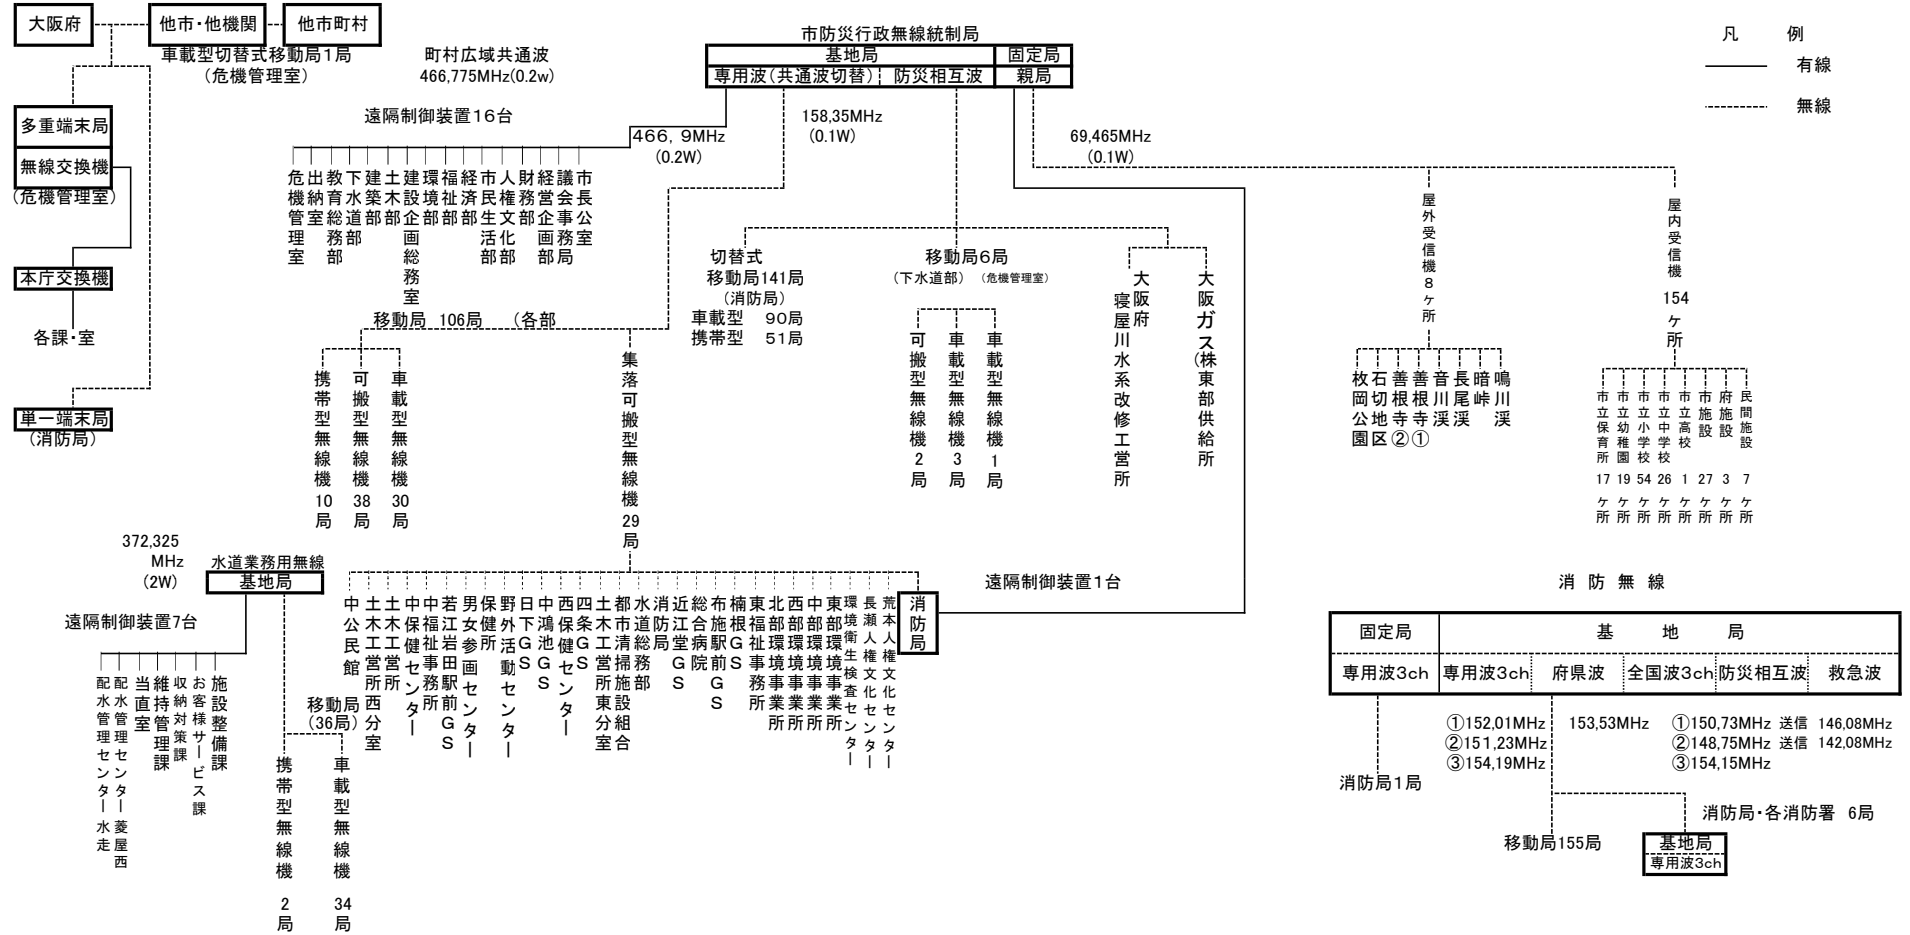 大阪府
他市・他機関
他市町村
車載型切替式移動局1局
(危機管理室)
多重端末局
無線交換機
(危機管理室)
本庁交換機
各課・室
単一端末局
(消防局)
町村広域共通波
466,775MHz(0.2w)
市防災行政無線統制局
基地局
固定局
専用波(共通波切替)
防災相互波
親局
凡 例
有線
無線
遠隔制御装置16台
466, 9MHz
(0.2W)
158,35MHz
(0.1W)
69,465MHz
(0.1W)
危機管理室
出納室
教育総務部
下水道部
建築部
土木部
建設企画総務室
環境部
福祉部
経済部
市民生活部
人権文化部
財務部
経営企画部
議会事務局
市長公室
移動局 106局 (各部
携帯型無線機10局
可搬型無線機38局
車載型無線機30局
集落可搬型無線機29局
切替式
移動局141局
(消防局)
車載型 90局
携帯型 51局
移動局6局
(下水道部) (危機管理室)
可搬型無線機2局
車載型無線機3局
車載型無線機1局
大阪府
寝屋川水系改修工営所
大阪ガス(株
東部供給所
屋外受信機8ヶ所
枚岡公園
石切地区
善根寺②
善根寺①
音川渓
長尾渓
暗峠
鳴川渓
屋内受信機 154ヶ所
市立保育所 17ヶ所
市立幼稚園 19ヶ所
市立小学校 54ヶ所
市立中学校 26ヶ所
市立高校 1ヶ所
市施設 27ヶ所
府施設 3ヶ所
民間施設 7ヶ所
372,325
MHz
(2W)
水道業務用無線
基地局
遠隔制御装置7台
配水管理センター水走
配水管理センター菱屋西
当直室
維持管理課
収納対策課
お客様サービス課
施設整備課
移動局
(36局)
携帯型無線機 2局
車載型無線機 34局
中公民館
土木工営所西分室
土木工営所
中保健センター
中福祉事務所
若江岩田駅前GS
男女参画センター
保健所
野外活動センター
日下GS
中鴻池GS
西保健センター
四条GS
土木工営所東分室
都市清掃施設組合
水道総務部
消防局
近江堂GS
総合病院
布施駅前GS
楠根GS
東福祉事務所
北部環境事業所
西部環境事業所
中部環境事業所
東部環境事業所
環境衛生検査センター
長瀬人権文化センター
荒本人権文化センター
消防局
遠隔制御装置1台
消 防 無 線
固定局
基 地 局
専用波3ch
専用波3ch
府県波
全国波3ch
防災相互波
救急波
①152,01MHz
②151,23MHz
③154,19MHz
153,53MHz
①150,73MHz 送信 146,08MHz
②148,75MHz 送信 142,08MHz
③154,15MHz
消防局1局
移動局155局
消防局・各消防署 6局
基地局
専用波3ch